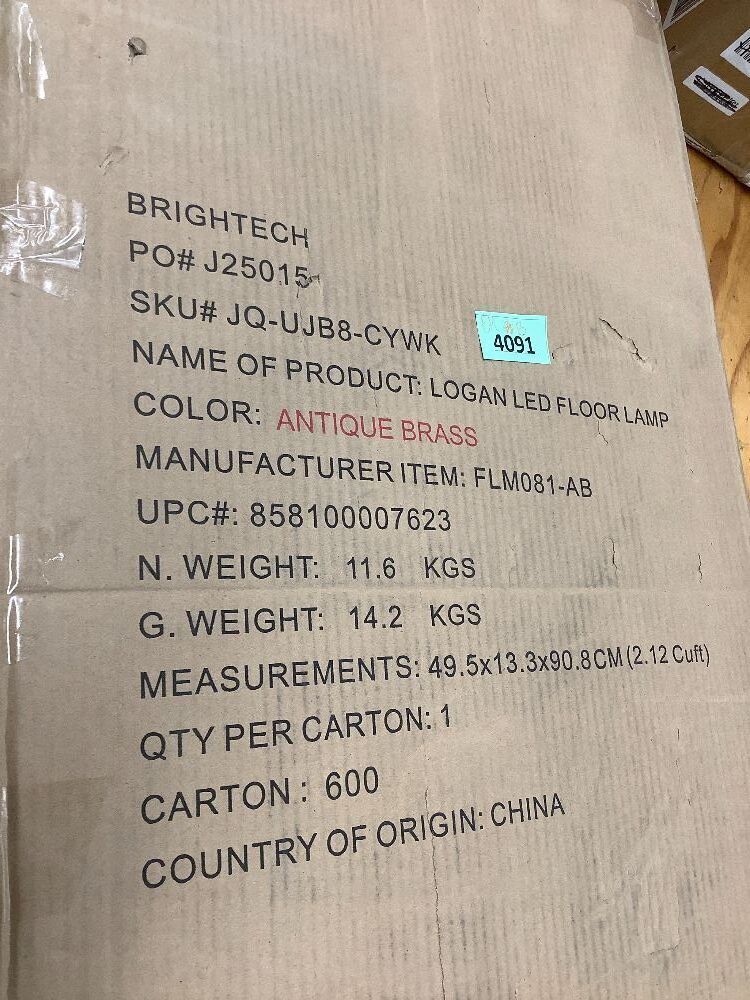 BRIGHTECH
PO# J25015
SKU# JQ-UJB8-CYWK
4091
NAME OF PRODUCT: LOGAN LED FLOOR LAMP
COLOR: ANTIQUE BRASS
MANUFACTURER ITEM: FLM081-AB
UPC#: 858100007623
N. WEIGHT: 11.6 KGS
G. WEIGHT: 14.2 KGS
MEASUREMENTS: 49.5x13.3x90.8CM (2.12 Cuft)
QTY PER CARTON: 1
CARTON : 600
COUNTRY OF ORIGIN: CHINA